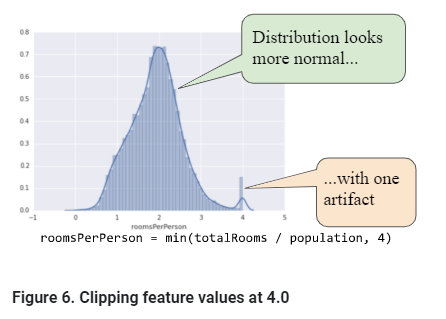 Distribution looks
more normal...
0.8
0.7
0.6
0.5
0.4
0.3
0.2
0.1
0.0
−1
0
1
2
3
4
5
roomsPerPerson
...with one
artifact
roomsPerPerson = min(totalRooms / population, 4)
Figure 6. Clipping feature values at 4.0